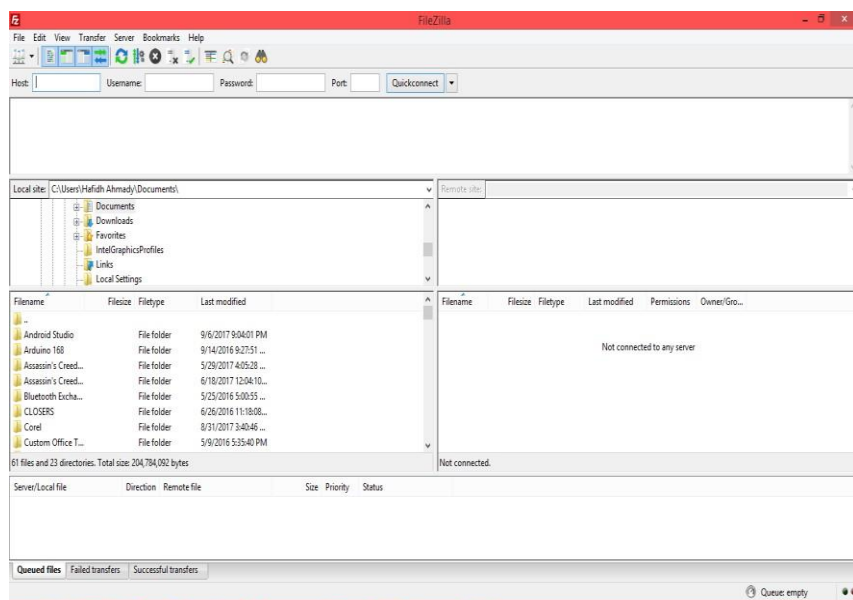 FileZilla
File Edit View Transfer Server Bookmarks Help
Host: Username: Password: Port: Quickconnect
Local site: C:\Users\Hafidh Ahmady\Documents\
Remote site:
Documents
Downloads
Favorites
IntelGraphicsProfiles
Links
Local Settings
Filename Filesize Filetype Last modified
..
Android Studio File folder 9/6/2017 9:04:01 PM
Arduino 168 File folder 9/14/2016 9:27:51 ...
Assassin's Creed... File folder 5/29/2017 4:05:28 ...
Assassin's Creed... File folder 6/18/2017 12:04:10...
Bluetooth Excha... File folder 5/25/2016 5:00:55 ...
CLOSERS File folder 6/26/2016 11:18:08...
Corel File folder 8/31/2017 3:40:46 ...
Custom Office T... File folder 5/9/2016 5:35:40 PM
61 files and 23 directories. Total size: 204,784,092 bytes
Filename Filesize Filetype Last modified Permissions Owner/Gro...
Not connected to any server
Not connected.
Server/Local file Direction Remote file Size Priority Status
Queued files Failed transfers Successful transfers
Queue: empty